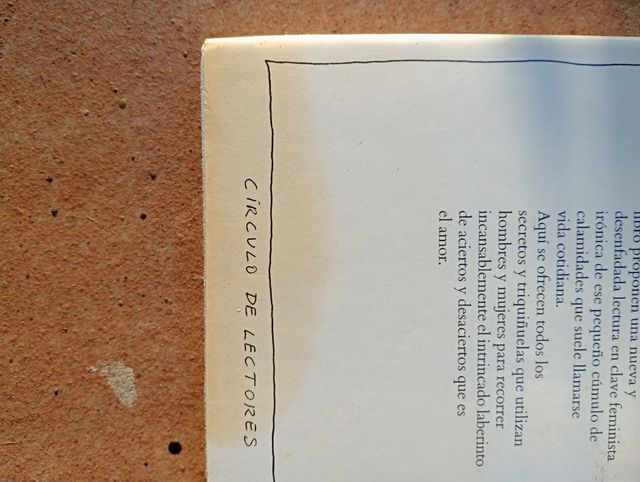 libro proponen una nueva y
desenfadada lectura en clave feminista
irónica de ese pequeño cúmulo de
calamidades que suele llamarse
vida cotidiana.
Aquí se ofrecen todos los
secretos y triquiñuelas que utilizan
hombres y mujeres para recorrer
incansablemente el intrincado laberinto
de aciertos y desaciertos que es
el amor.
CÍRCULO DE LECTORES